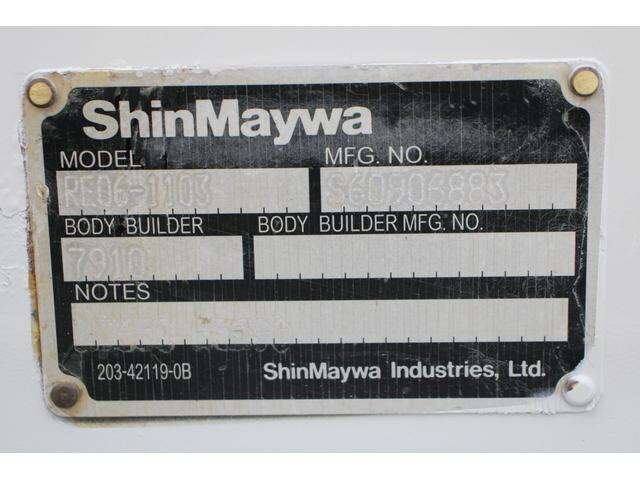 ShinMaywa
MODEL MFG. NO.
RE06-1103 S60906883
BODY BUILDER BODY BUILDER MFG. NO.
7910
NOTES
203-42119-0B ShinMaywa Industries, Ltd.